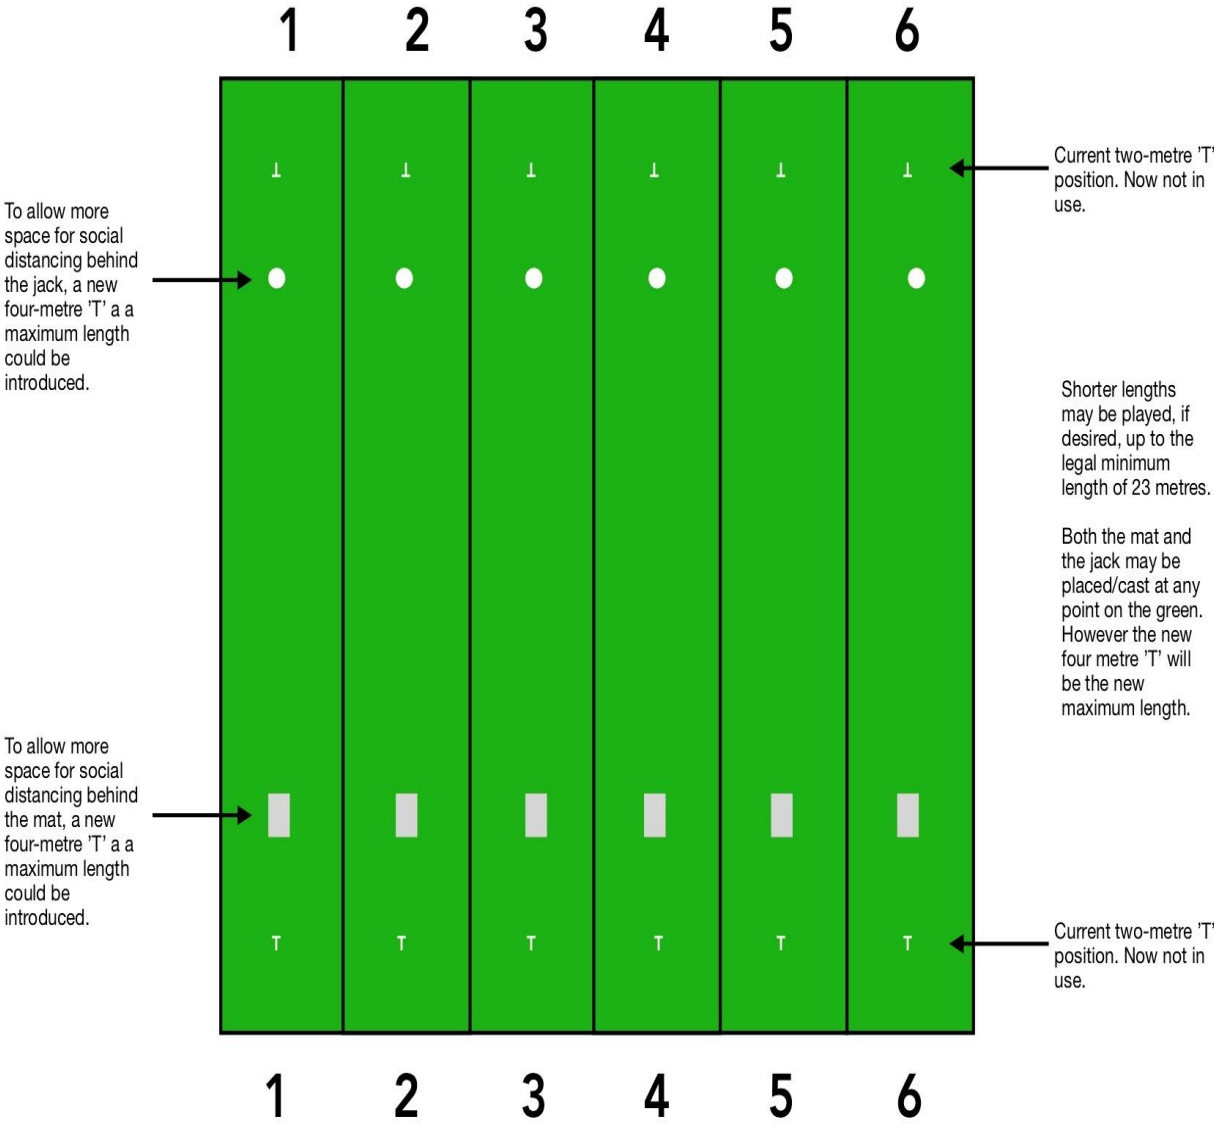 1 2 3 4 5 6
Current two-metre 'T'
position. Now not in
use.
To allow more
space for social
distancing behind
the jack, a new
four-metre 'T' a a
maximum length
could be
introduced.
Shorter lengths
may be played, if
desired, up to the
legal minimum
length of 23 metres.
Both the mat and
the jack may be
placed/cast at any
point on the green.
However the new
four metre 'T' will
be the new
maximum length.
To allow more
space for social
distancing behind
the mat, a new
four-metre 'T' a a
maximum length
could be
introduced.
T T T T T T
Current two-metre 'T'
position. Now not in
use.
1 2 3 4 5 6